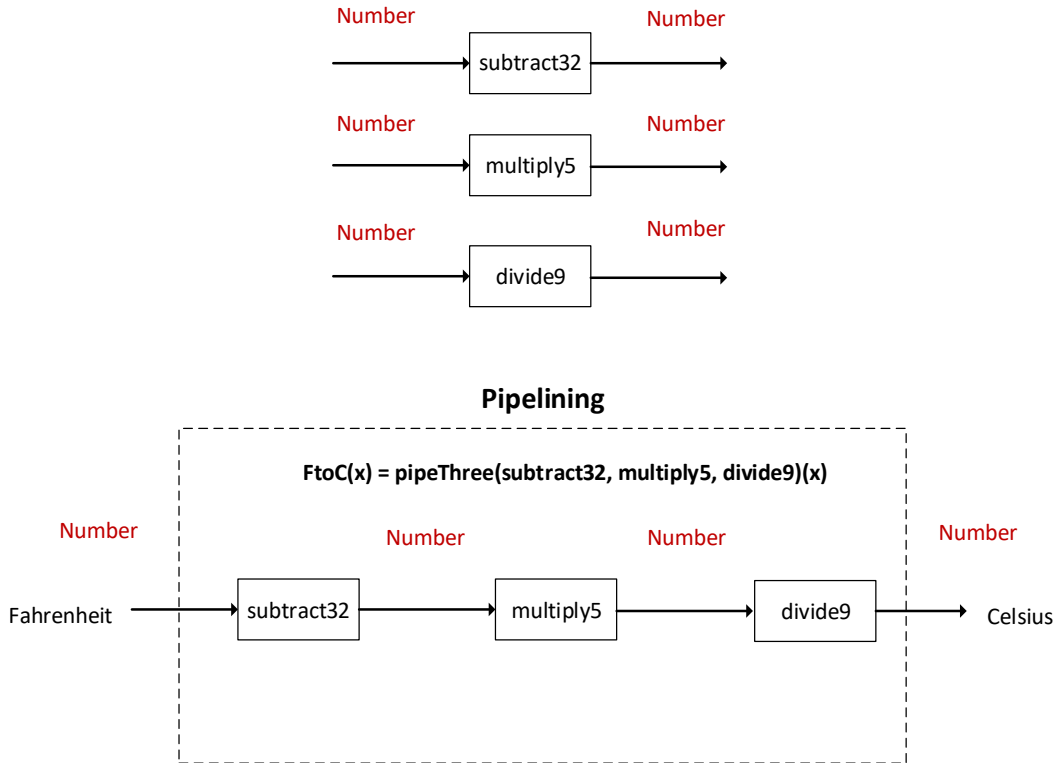 Number Number
subtract32
Number Number
multiply5
Number Number
divide9
Pipelining
FtoC(x) = pipeThree(subtract32, multiply5, divide9)(x)
Number Number Number Number
Fahrenheit subtract32 multiply5 divide9 Celsius